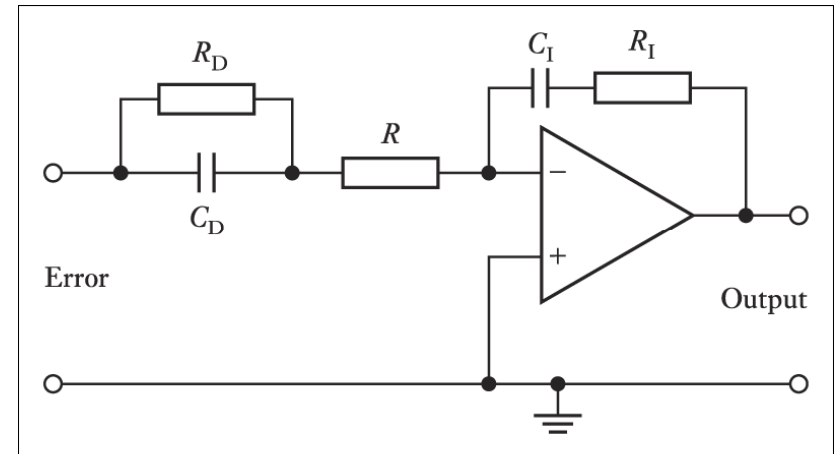 R_D
C_I
R_I
R
−
C_D
+
Error
Output